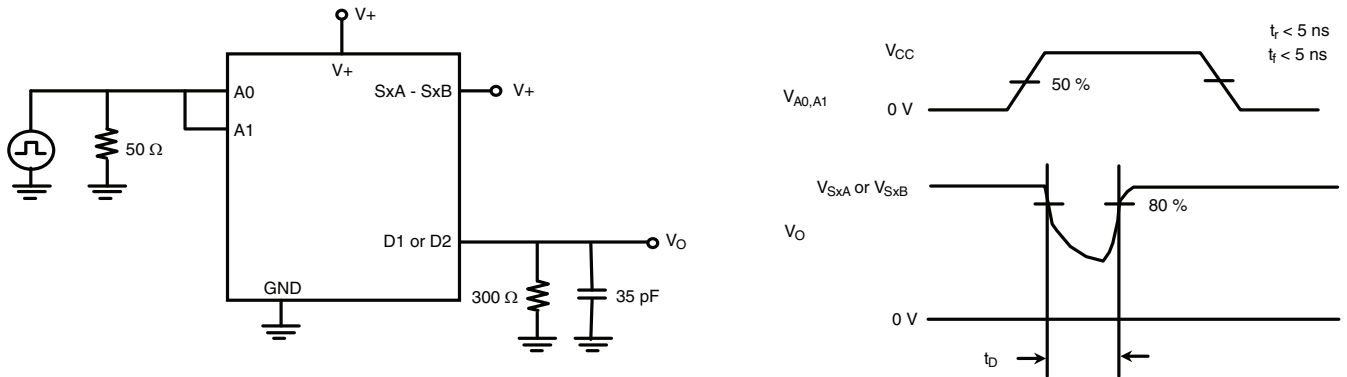 V+
V+
A0
SxA - SxB
V+
A1
50 Ω
D1 or D2
VO
GND
300 Ω
35 pF
tr < 5 ns
tf < 5 ns
VCC
50 %
VA0,A1
0 V
VSxA or VSxB
80 %
VO
0 V
tD